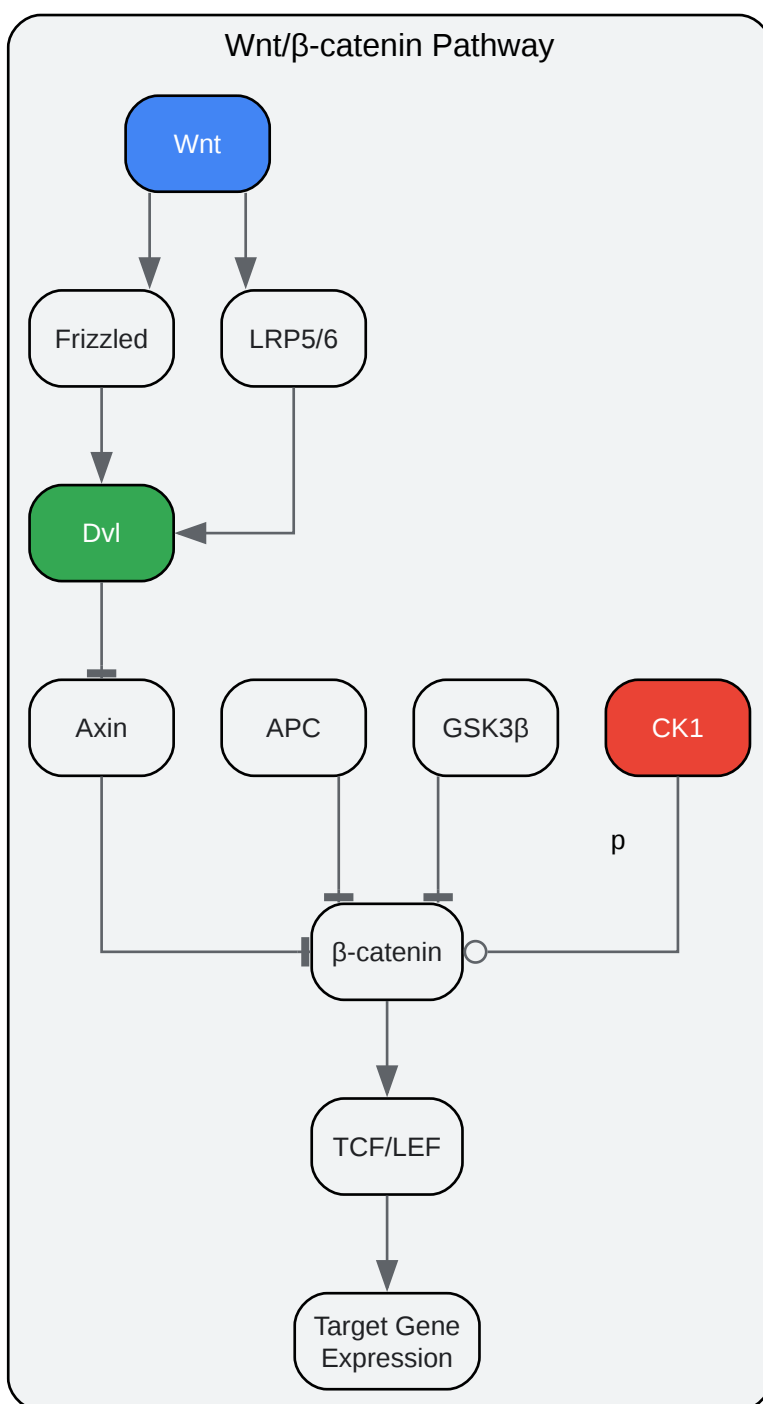 Wnt/β-catenin Pathway
Wnt
Frizzled
LRP5/6
Dvl
Axin
APC
GSK3β
CK1
p
β-catenin
TCF/LEF
Target Gene
Expression